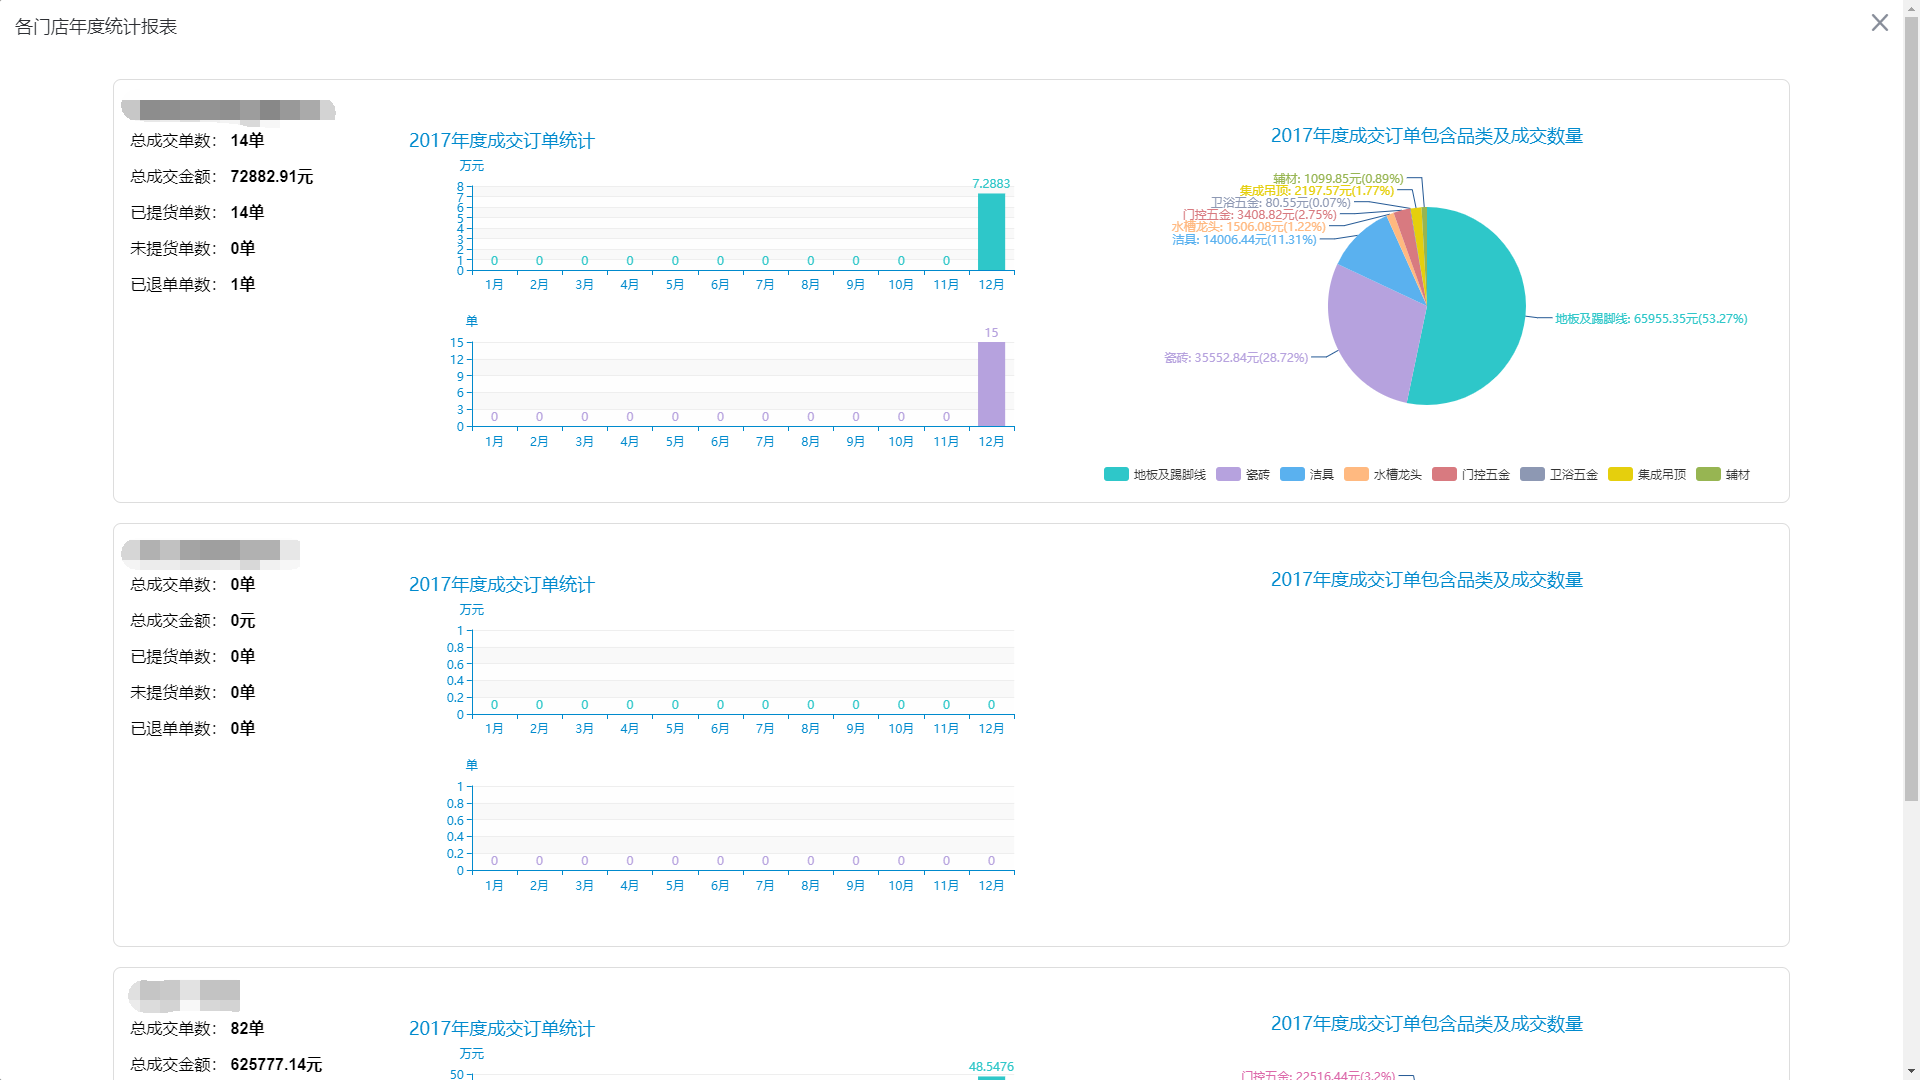 各门店年度统计报表
总成交单数： 14单
总成交金额： 72882.91元
已提货单数： 14单
未提货单数： 0单
已退单单数： 1单
2017年度成交订单统计
万元
8
7
6
5
4
3
2
1
0
7.2883
0 0 0 0 0 0 0 0 0 0 0
1月 2月 3月 4月 5月 6月 7月 8月 9月 10月 11月 12月
单
15
12
9
6
3
0
15
0 0 0 0 0 0 0 0 0 0 0
1月 2月 3月 4月 5月 6月 7月 8月 9月 10月 11月 12月
2017年度成交订单包含品类及成交数量
辅材: 1099.85元(0.89%)
集成吊顶: 2197.57元(1.77%)
卫浴五金: 80.55元(0.07%)
门控五金: 3408.82元(2.75%)
水槽龙头: 1506.08元(1.22%)
洁具: 14006.44元(11.31%)
地板及踢脚线: 65955.35元(53.27%)
瓷砖: 35552.84元(28.72%)
地板及踢脚线 瓷砖 洁具 水槽龙头 门控五金 卫浴五金 集成吊顶 辅材
总成交单数： 0单
总成交金额： 0元
已提货单数： 0单
未提货单数： 0单
已退单单数： 0单
2017年度成交订单统计
万元
1
0.8
0.6
0.4
0.2
0
0 0 0 0 0 0 0 0 0 0 0 0
1月 2月 3月 4月 5月 6月 7月 8月 9月 10月 11月 12月
单
1
0.8
0.6
0.4
0.2
0
0 0 0 0 0 0 0 0 0 0 0 0
1月 2月 3月 4月 5月 6月 7月 8月 9月 10月 11月 12月
2017年度成交订单包含品类及成交数量
总成交单数： 82单
总成交金额： 625777.14元
2017年度成交订单统计
万元
50
48.5476
2017年度成交订单包含品类及成交数量
门控五金: 22516.44元(3.2%)